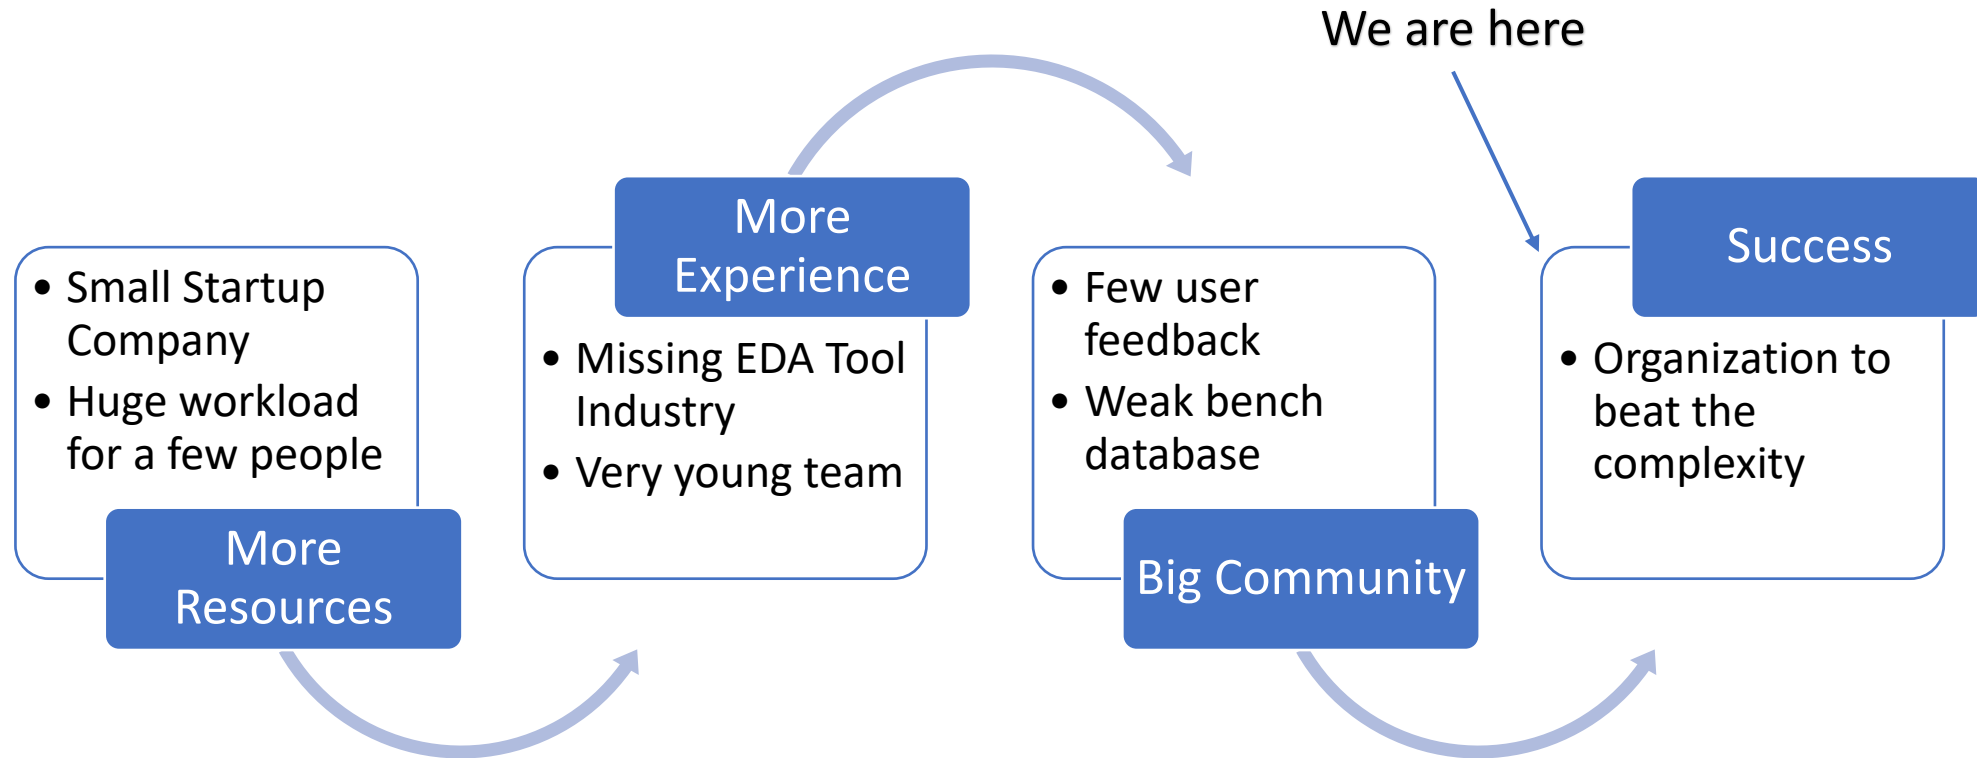 We are here
• Small Startup
Company
• Huge workload
for a few people
More
Resources
More
Experience
• Missing EDA Tool
Industry
• Very young team
• Few user
feedback
• Weak bench
database
Big Community
Success
• Organization to
beat the
complexity